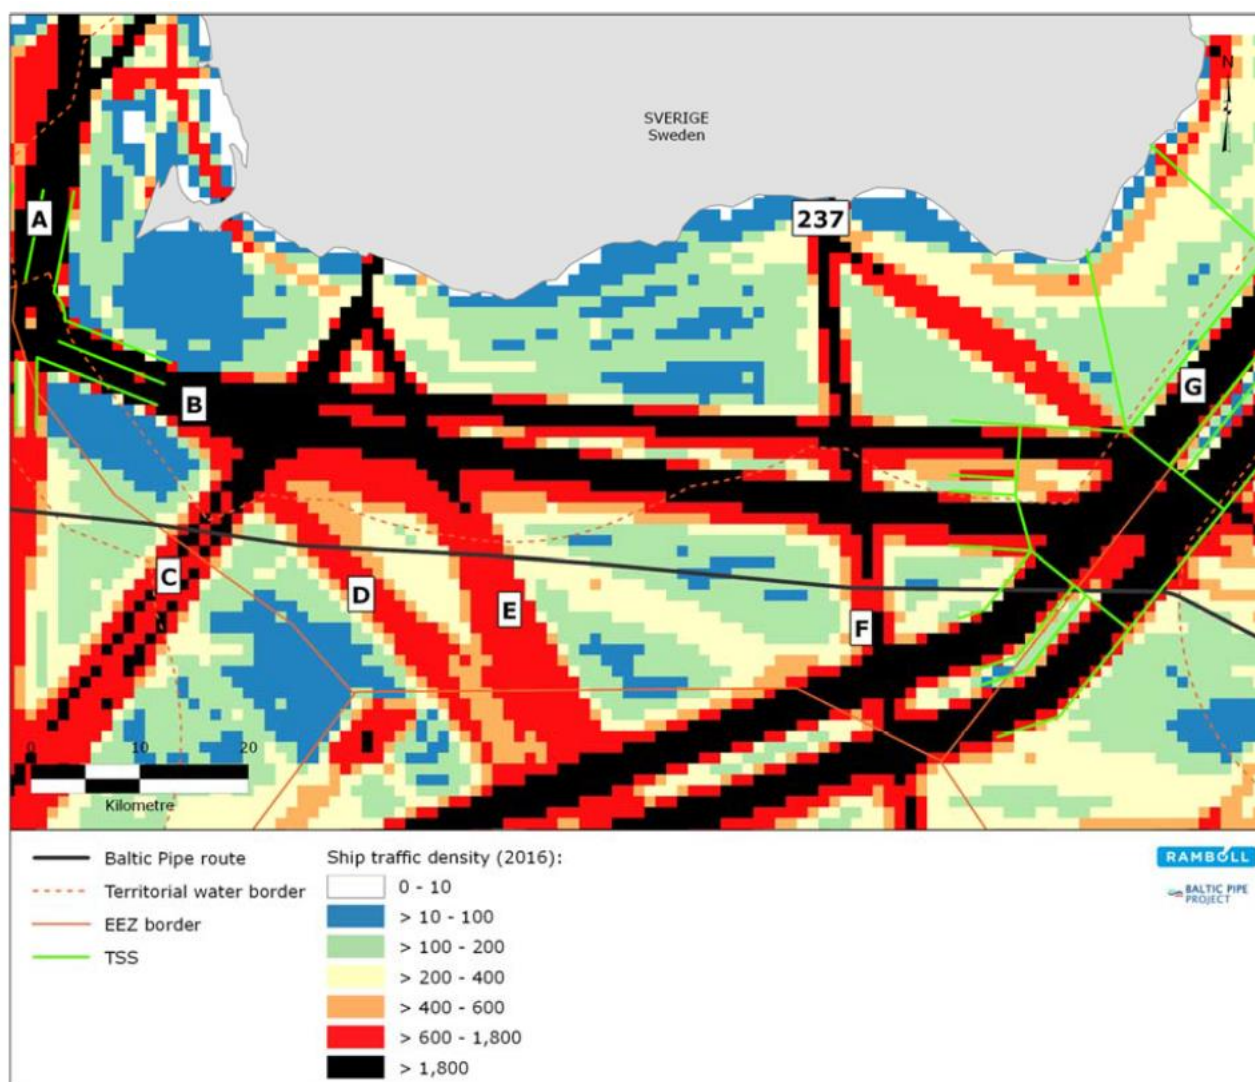 N
SVERIGE
Sweden
A
237
G
B
C
D
E
F
0 10 20
Kilometre
Baltic Pipe route
Territorial water border
EEZ border
TSS
Ship traffic density (2016):
0 - 10
> 10 - 100
> 100 - 200
> 200 - 400
> 400 - 600
> 600 - 1,800
> 1,800
RAMBOLL
BALTIC PIPE
PROJECT